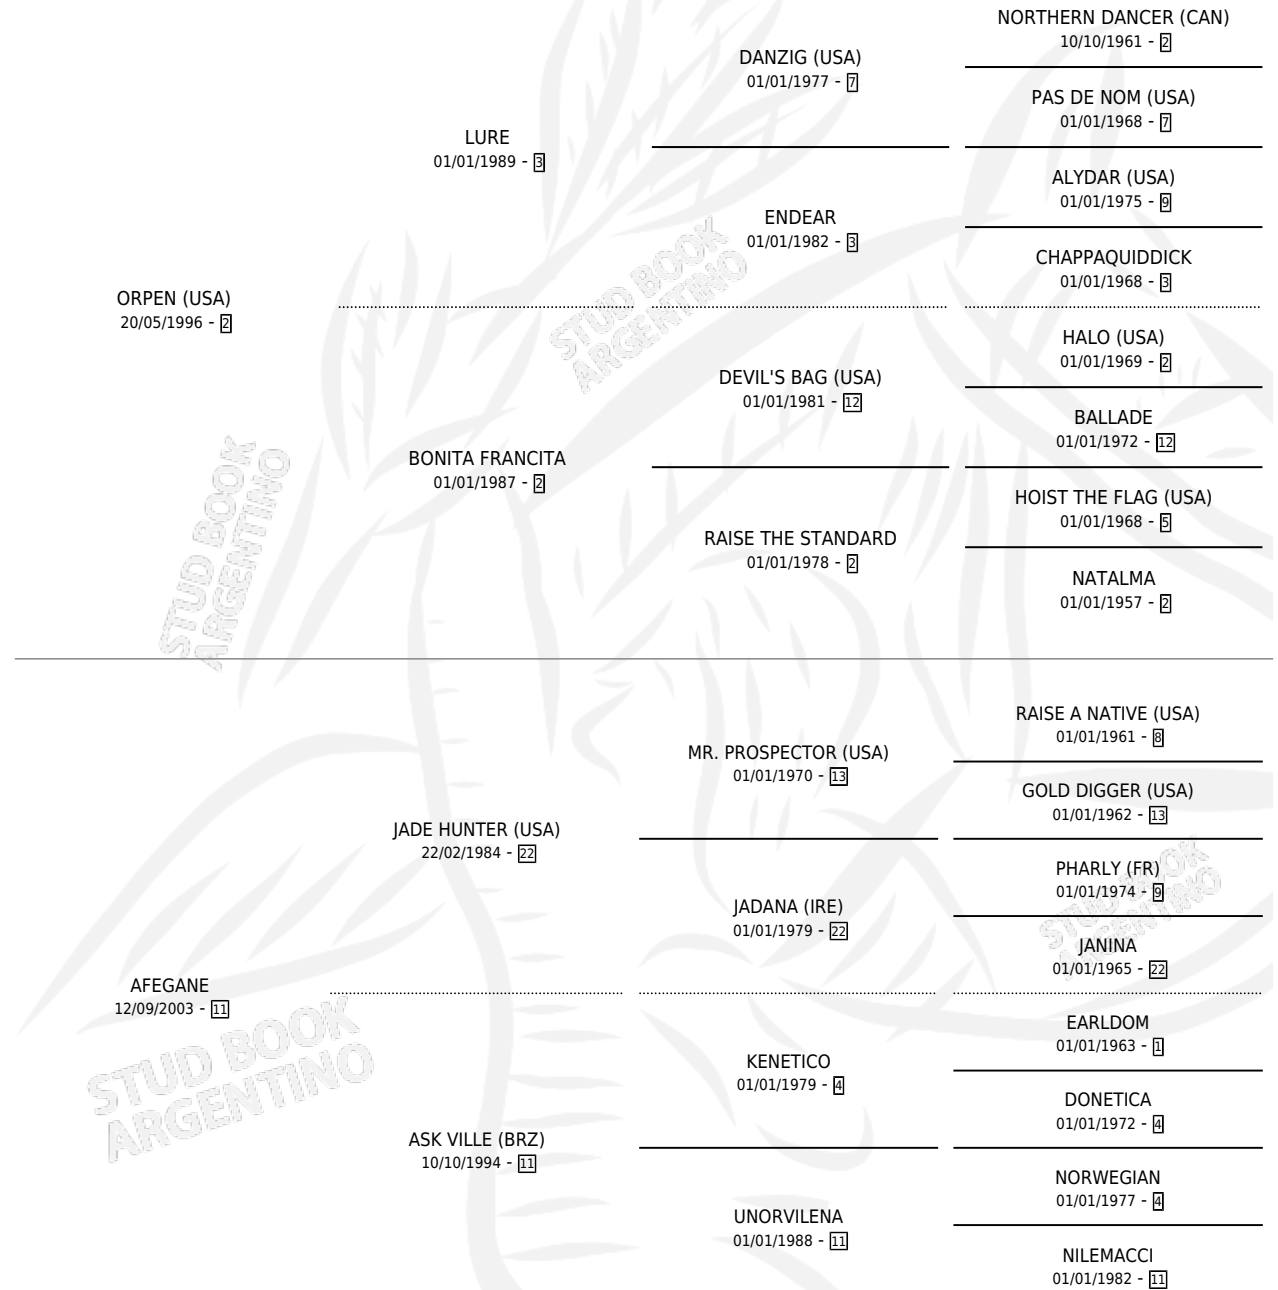 NORTHERN DANCER (CAN)
10/10/1961 - 2
DANZIG (USA)
01/01/1977 - 7
PAS DE NOM (USA)
01/01/1968 - 7
LURE
01/01/1989 - 3
ALYDAR (USA)
01/01/1975 - 9
ENDEAR
01/01/1982 - 3
CHAPPAQUIDDICK
01/01/1968 - 3
ORPEN (USA)
20/05/1996 - 2
HALO (USA)
01/01/1969 - 2
DEVIL'S BAG (USA)
01/01/1981 - 12
BALLADE
01/01/1972 - 12
BONITA FRANCITA
01/01/1987 - 2
HOIST THE FLAG (USA)
01/01/1968 - 5
RAISE THE STANDARD
01/01/1978 - 2
NATALMA
01/01/1957 - 2
RAISE A NATIVE (USA)
01/01/1961 - 8
MR. PROSPECTOR (USA)
01/01/1970 - 13
GOLD DIGGER (USA)
01/01/1962 - 13
JADE HUNTER (USA)
22/02/1984 - 22
PHARLY (FR)
01/01/1974 - 9
JADANA (IRE)
01/01/1979 - 22
JANINA
01/01/1965 - 22
AFEGANE
12/09/2003 - 11
EARLDOM
01/01/1963 - 1
KENETICO
01/01/1979 - 4
DONETICA
01/01/1972 - 4
ASK VILLE (BRZ)
10/10/1994 - 11
NORWEGIAN
01/01/1977 - 4
UNORVILENA
01/01/1988 - 11
NILEMACCI
01/01/1982 - 11
STUD BOOK
ARGENTINO
STUD BOOK
ARGENTINO
STUD BOOK
ARGENTINO
STUD BOOK
ARGENTINO